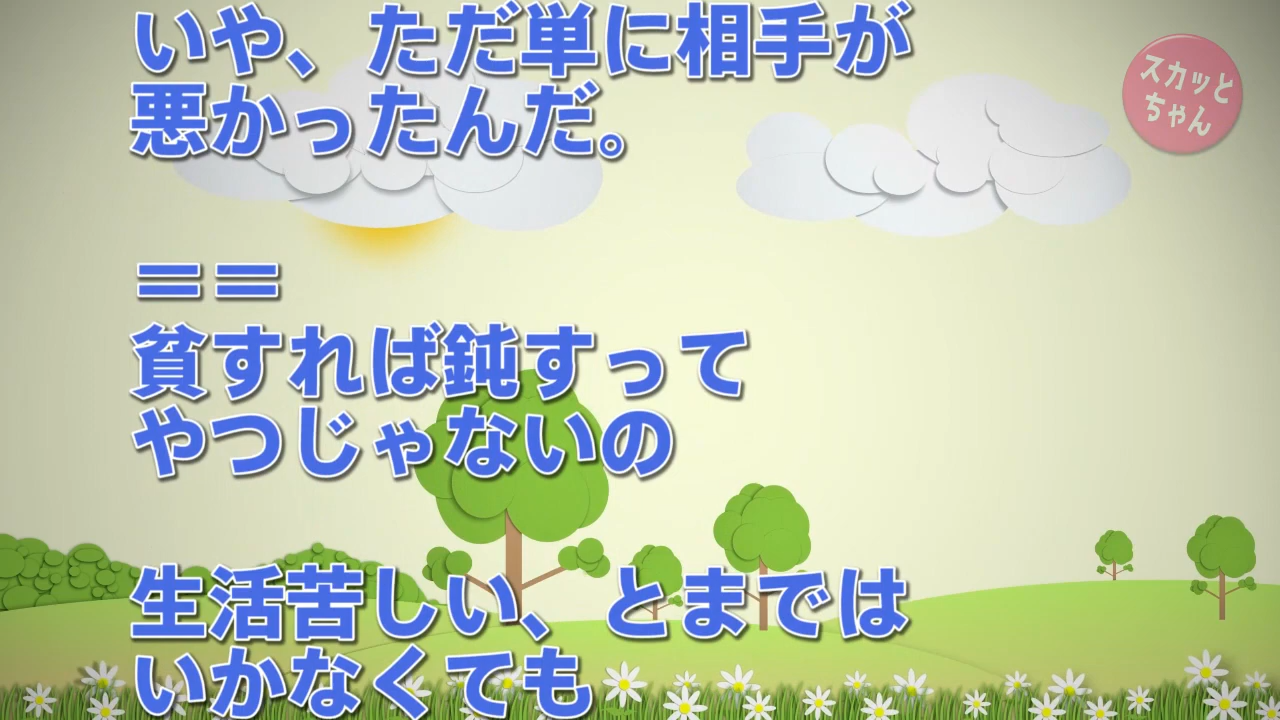 いや、ただ単に相手が
悪かったんだ。
スカッと
ちゃん
＝＝
貧すれば鈍すって
やつじゃないの
生活苦しい、とまでは
いかなくても